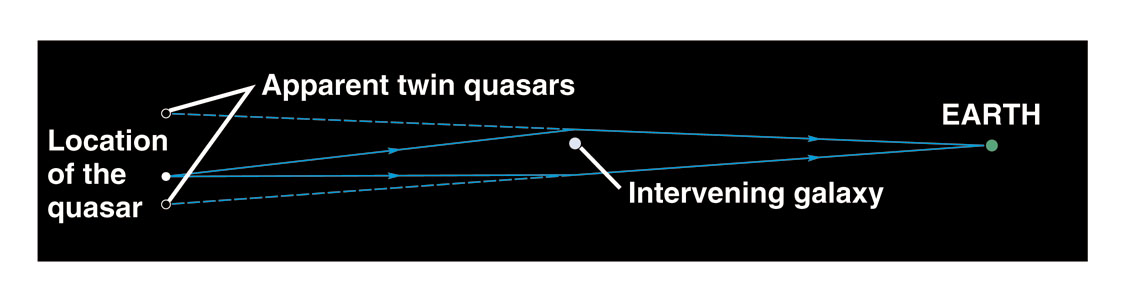 Apparent twin quasars
EARTH
Location
of the
quasar
Intervening galaxy